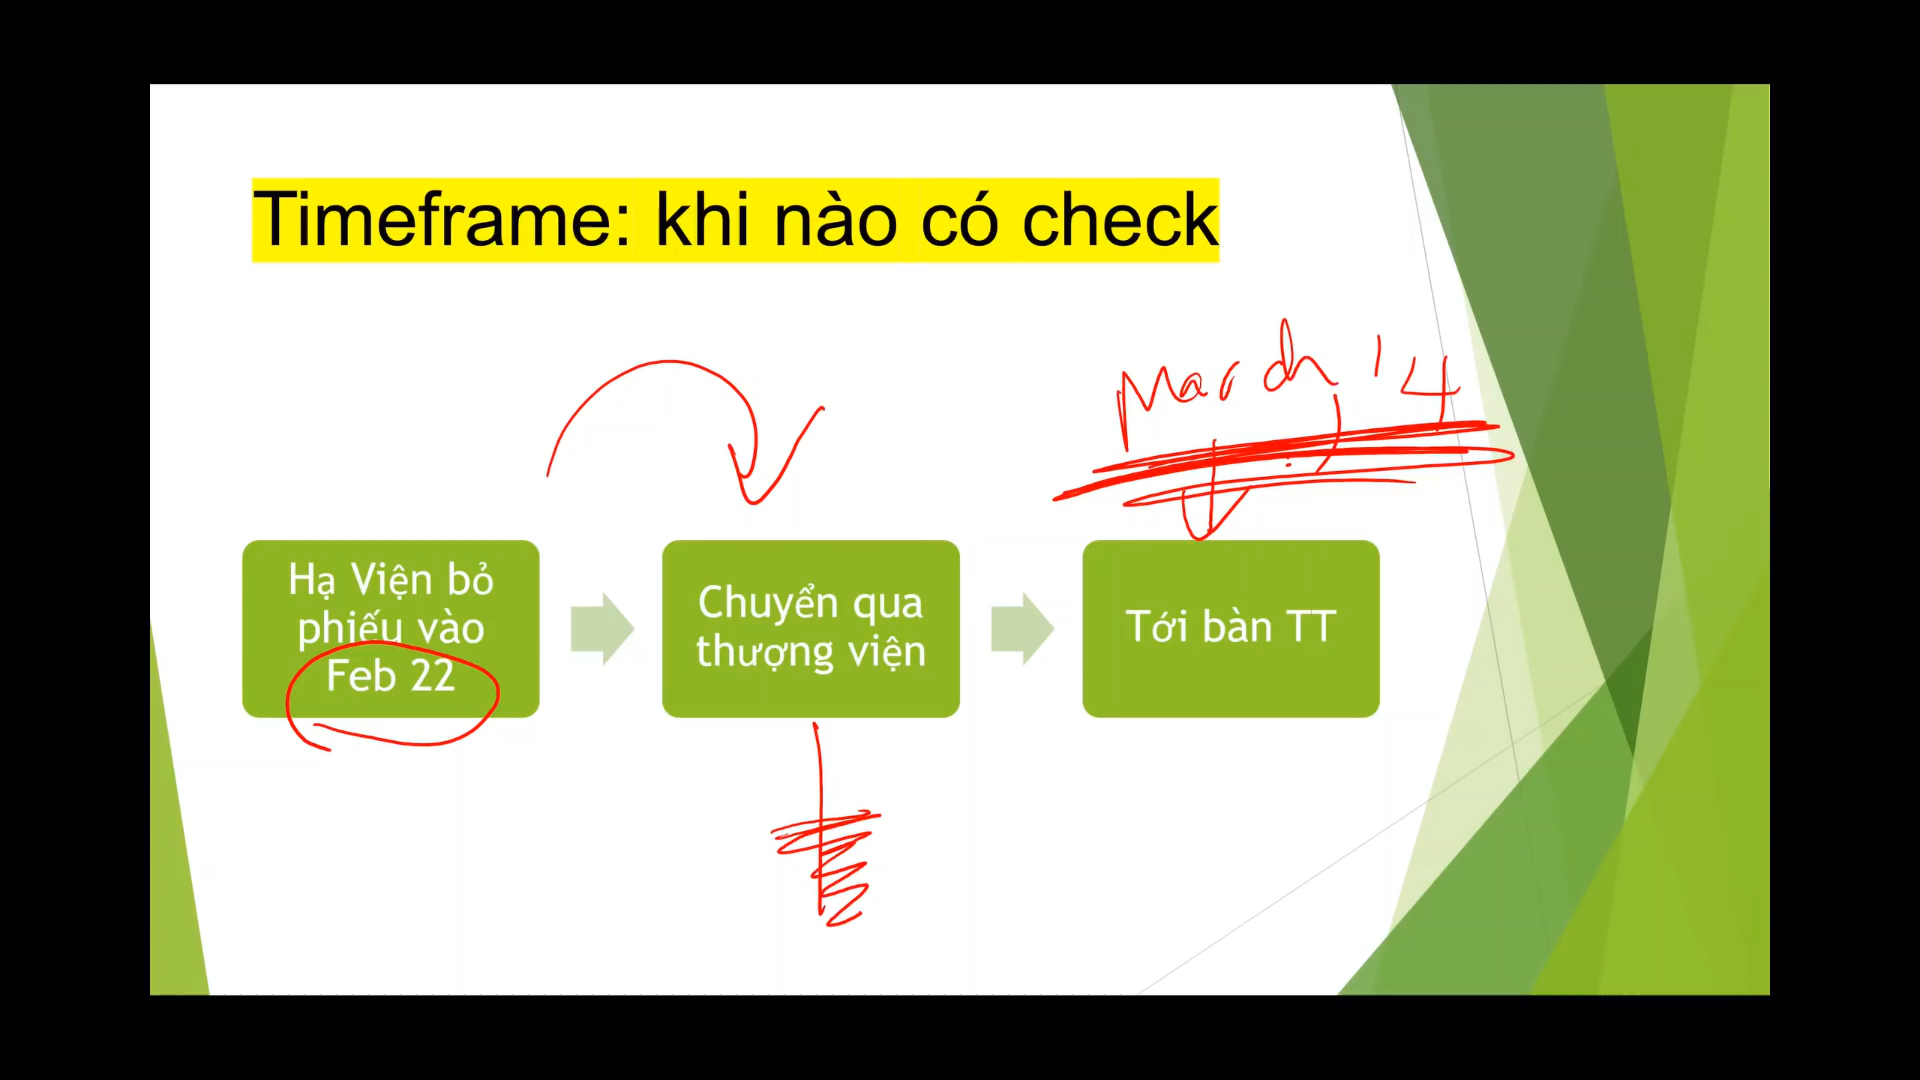 Timeframe: khi nào có check
March 14
Hạ Viện bỏ
phiếu vào
Feb 22
Chuyển qua
thượng viện
Tới bàn TT